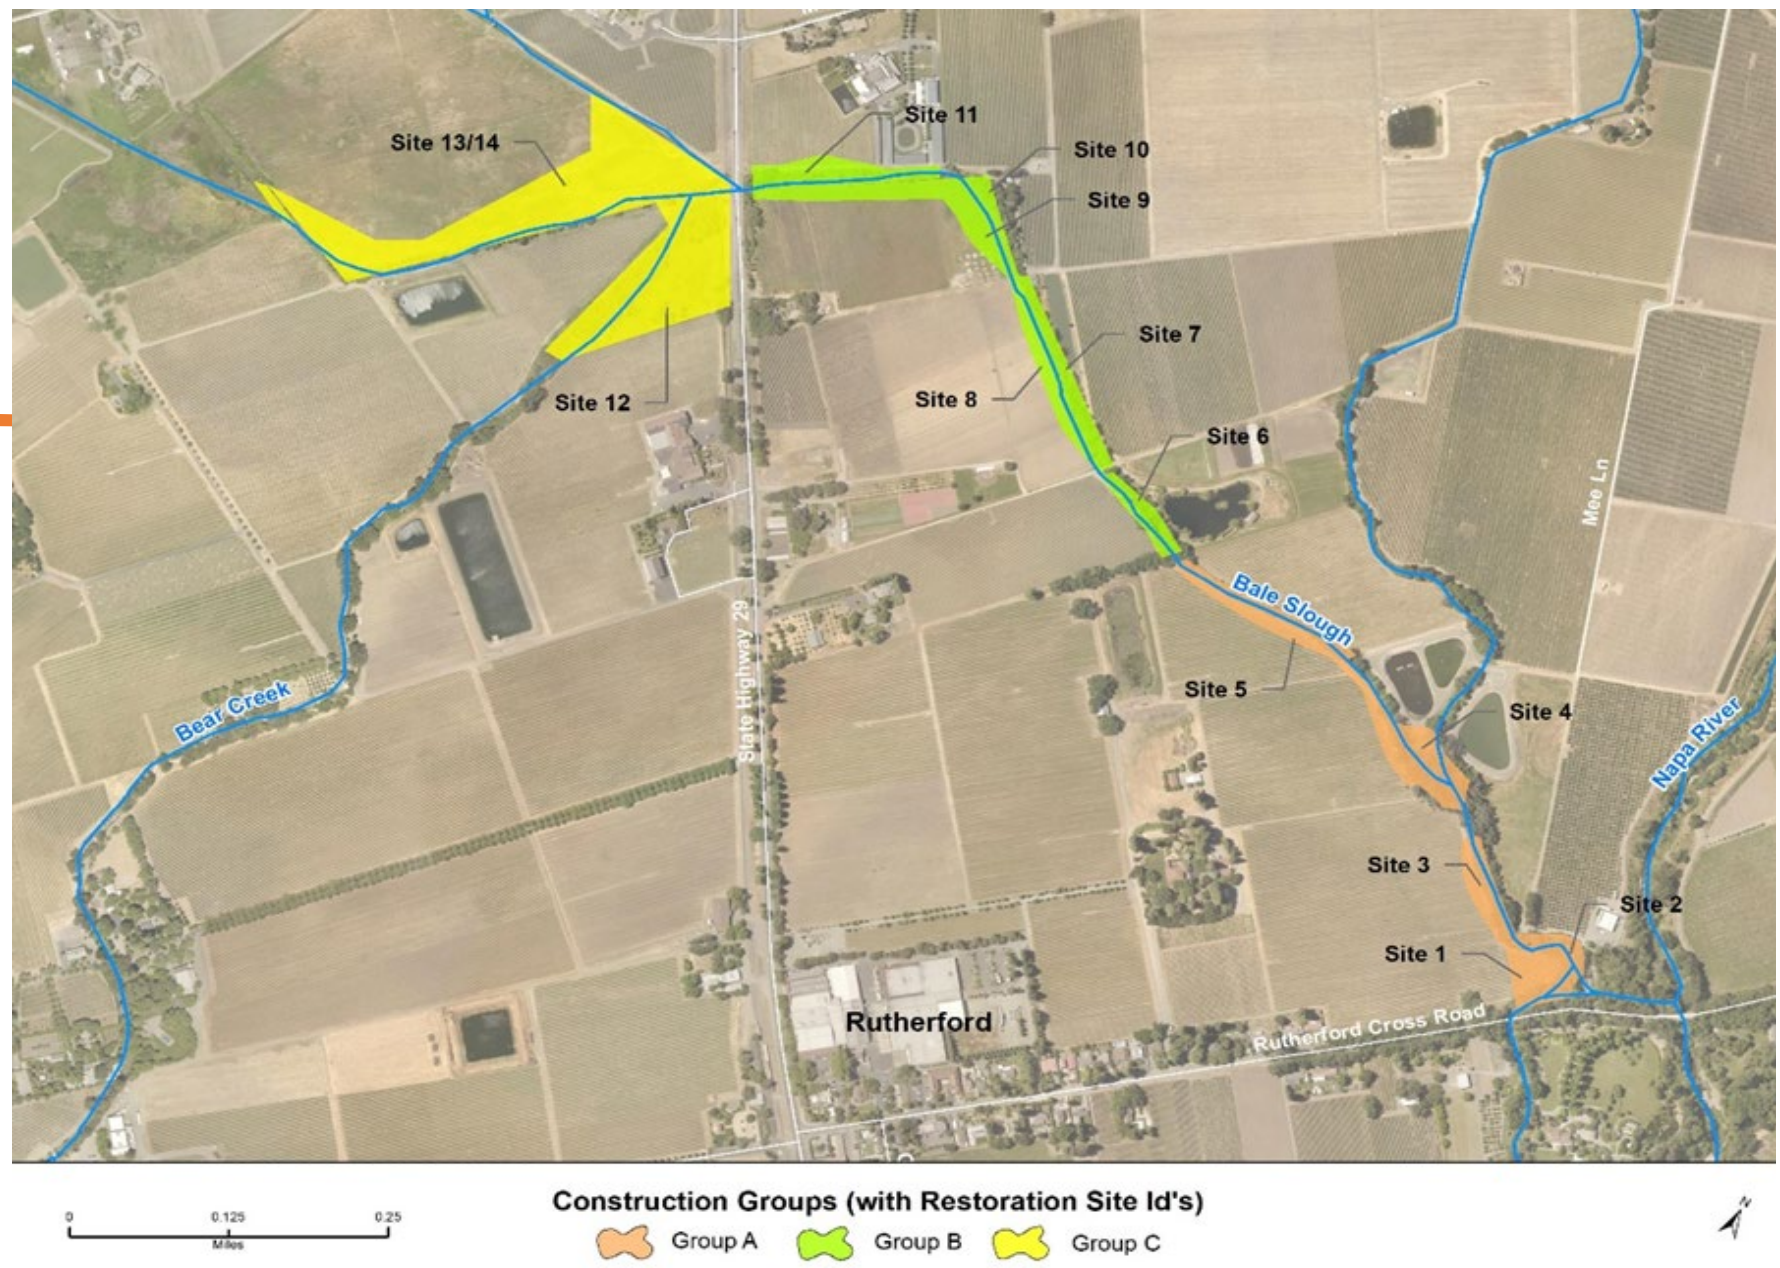 Site 11
Site 13/14
Site 10
Site 9
Site 7
Site 8
Site 12
Site 6
Mee Ln
Bale Slough
State Highway 29
Bear Creek
Site 5
Site 4
Napa River
Site 3
Site 2
Site 1
Rutherford
Rutherford Cross Road
Construction Groups (with Restoration Site Id's)
0 0.125 0.25
Miles
Group A Group B Group C
N